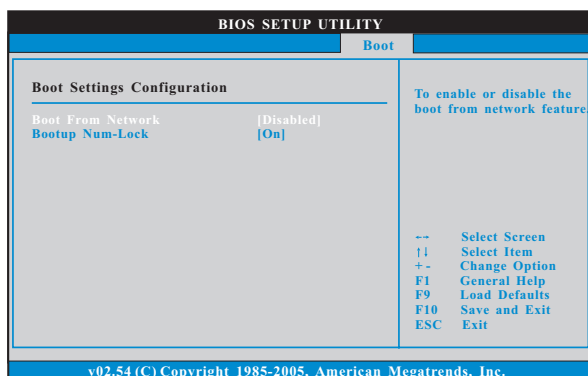 BIOS SETUP UTILITY
Boot
Boot Settings Configuration
Boot From Network [Disabled]
Bootup Num-Lock [On]
To enable or disable the
boot from network feature.
←→ Select Screen
↑↓ Select Item
+ - Change Option
F1 General Help
F9 Load Defaults
F10 Save and Exit
ESC Exit
v02.54 (C) Copyright 1985-2005, American Megatrends, Inc.